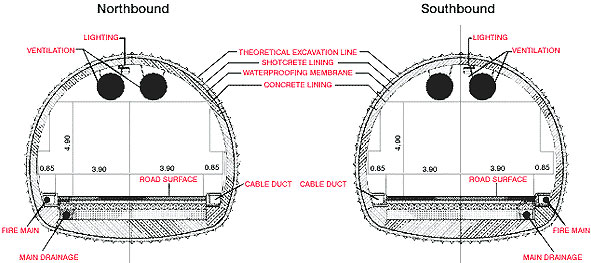 Northbound
Southbound
LIGHTING
LIGHTING
VENTILATION
VENTILATION
THEORETICAL EXCAVATION LINE
SHOTCRETE LINING
WATERPROOFING MEMBRANE
CONCRETE LINING
4.90
4.90
0.85 3.90 3.90 0.85
0.85 3.90 3.90 0.85
ROAD SURFACE
ROAD SURFACE
CABLE DUCT
CABLE DUCT
FIRE MAIN
FIRE MAIN
MAIN DRAINAGE
MAIN DRAINAGE